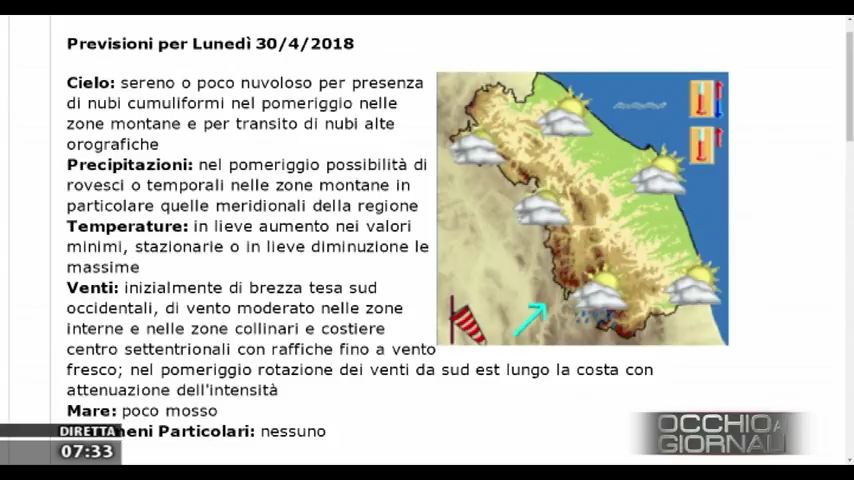 Previsioni per Lunedì 30/4/2018
Cielo: sereno o poco nuvoloso per presenza
di nubi cumuliformi nel pomeriggio nelle
zone montane e per transito di nubi alte
orografiche
Precipitazioni: nel pomeriggio possibilità di
rovesci o temporali nelle zone montane in
particolare quelle meridionali della regione
Temperature: in lieve aumento nei valori
minimi, stazionarie o in lieve diminuzione le
massime
Venti: inizialmente di brezza tesa sud
occidentali, di vento moderato nelle zone
interne e nelle zone collinari e costiere
centro settentrionali con raffiche fino a vento
fresco; nel pomeriggio rotazione dei venti da sud est lungo la costa con
attenuazione dell'intensità
Mare: poco mosso
meni Particolari: nessuno
DIRETTA
07:33
OCCHIO AI
GIORNALI